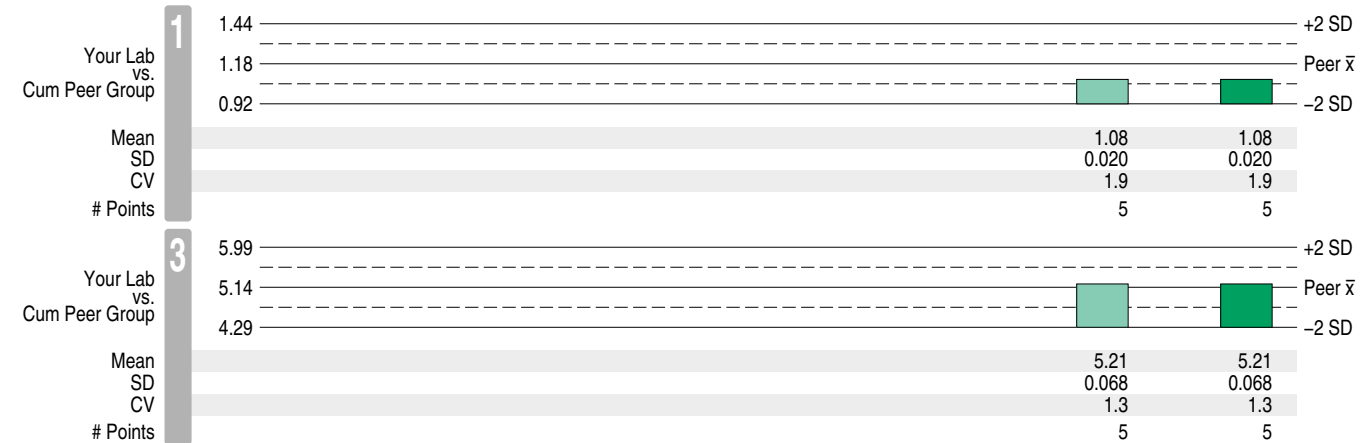 1
1.44 +2 SD
Your Lab
vs.
Cum Peer Group
1.18 Peer x̄
0.92 −2 SD
Mean 1.08 1.08
SD 0.020 0.020
CV 1.9 1.9
# Points 5 5
3
5.99 +2 SD
Your Lab
vs.
Cum Peer Group
5.14 Peer x̄
4.29 −2 SD
Mean 5.21 5.21
SD 0.068 0.068
CV 1.3 1.3
# Points 5 5